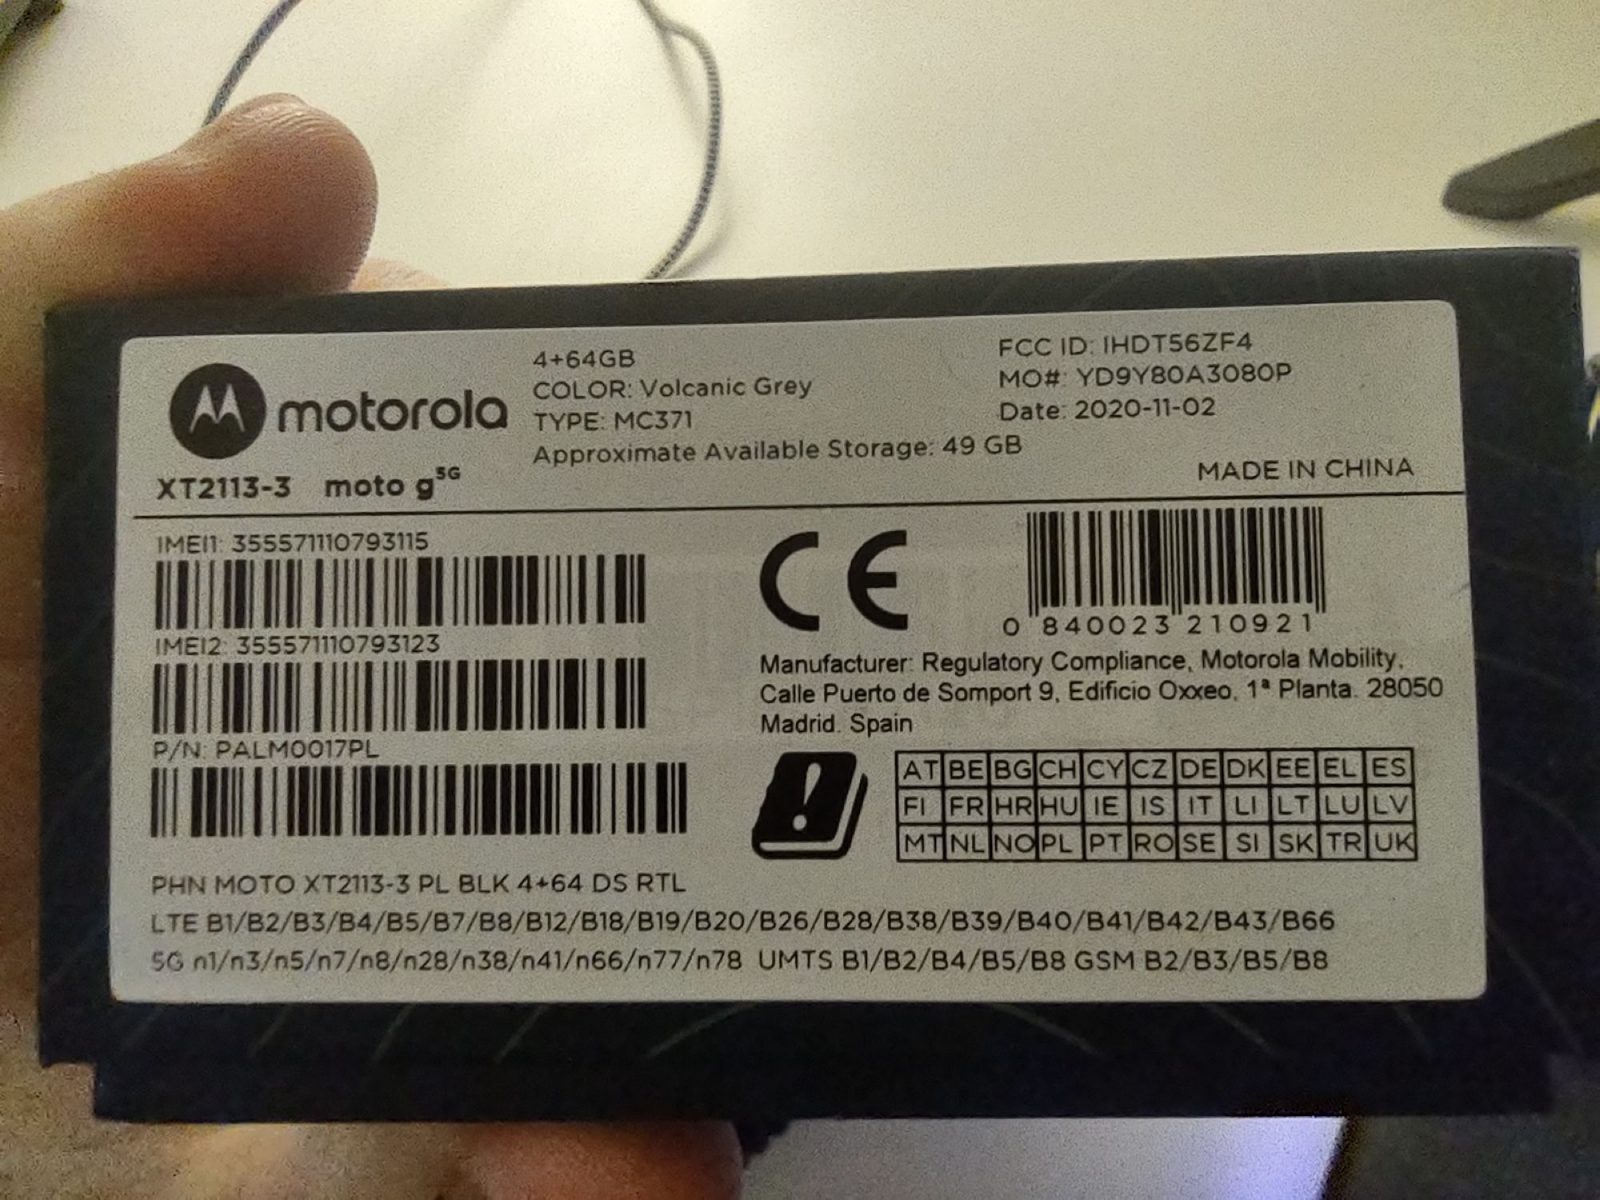 motorola
XT2113-3 moto g5G
4+64GB
COLOR: Volcanic Grey
TYPE: MC371
Approximate Available Storage: 49 GB
FCC ID: IHDT56ZF4
MO#: YD9Y80A3080P
Date: 2020-11-02
MADE IN CHINA
IMEI1: 355571110793115
IMEI2: 355571110793123
P/N: PALM0017PL
CE
0 840023 210921
Manufacturer: Regulatory Compliance, Motorola Mobility,
Calle Puerto de Somport 9, Edificio Oxxeo, 1ª Planta. 28050
Madrid. Spain
AT BE BG CH CY CZ DE DK EE EL ES
FI FR HR HU IE IS IT LI LT LU LV
MT NL NO PL PT RO SE SI SK TR UK
PHN MOTO XT2113-3 PL BLK 4+64 DS RTL
LTE B1/B2/B3/B4/B5/B7/B8/B12/B18/B19/B20/B26/B28/B38/B39/B40/B41/B42/B43/B66
5G n1/n3/n5/n7/n8/n28/n38/n41/n66/n77/n78 UMTS B1/B2/B4/B5/B8 GSM B2/B3/B5/B8